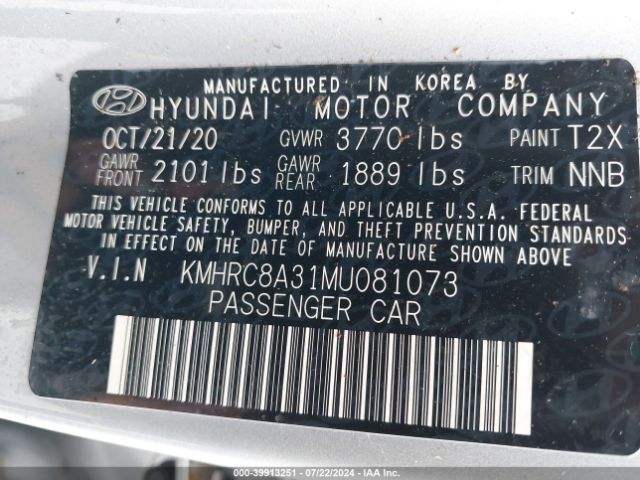 MANUFACTURED IN KOREA BY
HYUNDAI MOTOR COMPANY
OCT/21/20 GVWR 3770 lbs PAINT T2X
GAWR FRONT 2101 lbs GAWR REAR 1889 lbs TRIM NNB
THIS VEHICLE CONFORMS TO ALL APPLICABLE U.S.A. FEDERAL
MOTOR VEHICLE SAFETY, BUMPER, AND THEFT PREVENTION STANDARDS
IN EFFECT ON THE DATE OF MANUFACTURE SHOWN ABOVE
V.I.N KMHRC8A31MU081073
PASSENGER CAR
000-39913251 - 07/22/2024 - IAA Inc.